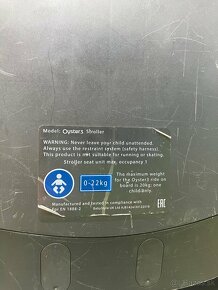 Model: Oyster3 Stroller
WARNING: Never leave your child unattended.
Always use the restraint system (safety harness).
This product is not suitable for running or skating.
Stroller seat unit max, occupancy 1
0-22kg
The maximum weight
for the Oyster3 ride on
board is 20kg: one
child only.
Manufactured and tested in compliance with
EN 1888-2
EAC